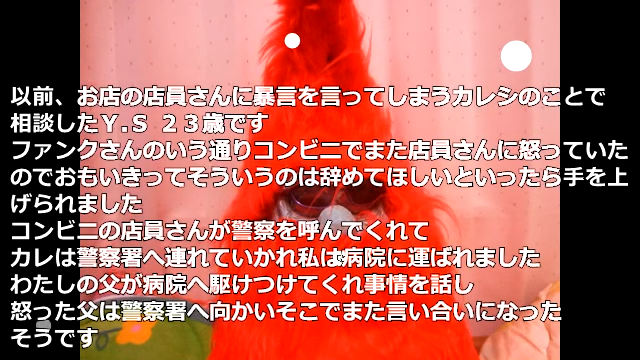 以前、お店の店員さんに暴言を言ってしまうカレシのことで
相談したY.S ２３歳です
ファンクさんのいう通りコンビニでまた店員さんに怒っていた
のでおもいきってそういうのは辞めてほしいといったら手を上
げられました
コンビニの店員さんが警察を呼んでくれて
カレは警察署へ連れていかれ私は病院に運ばれました
わたしの父が病院へ駆けつけてくれ事情を話し
怒った父は警察署へ向かいそこでまた言い合いになった
そうです